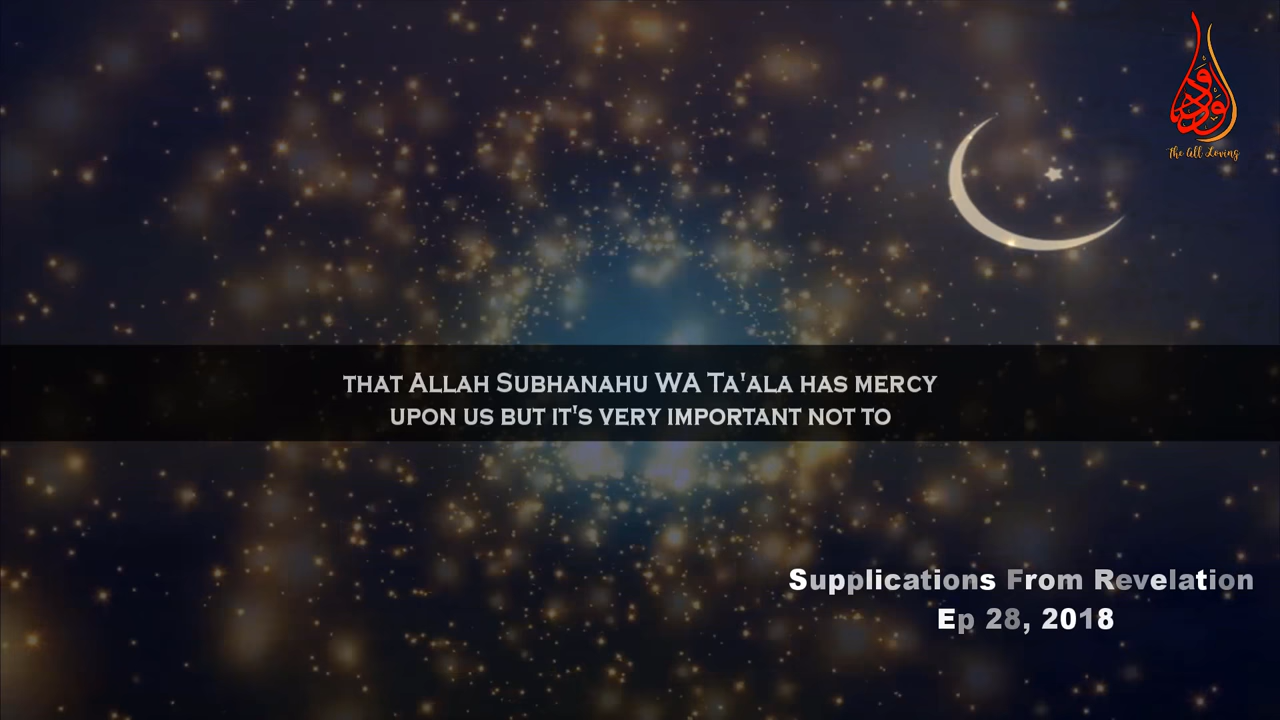 الودود
The All Loving
THAT ALLAH SUBHANAHU WA TA'ALA HAS MERCY
UPON US BUT IT'S VERY IMPORTANT NOT TO
Supplications From Revelation
Ep 28, 2018